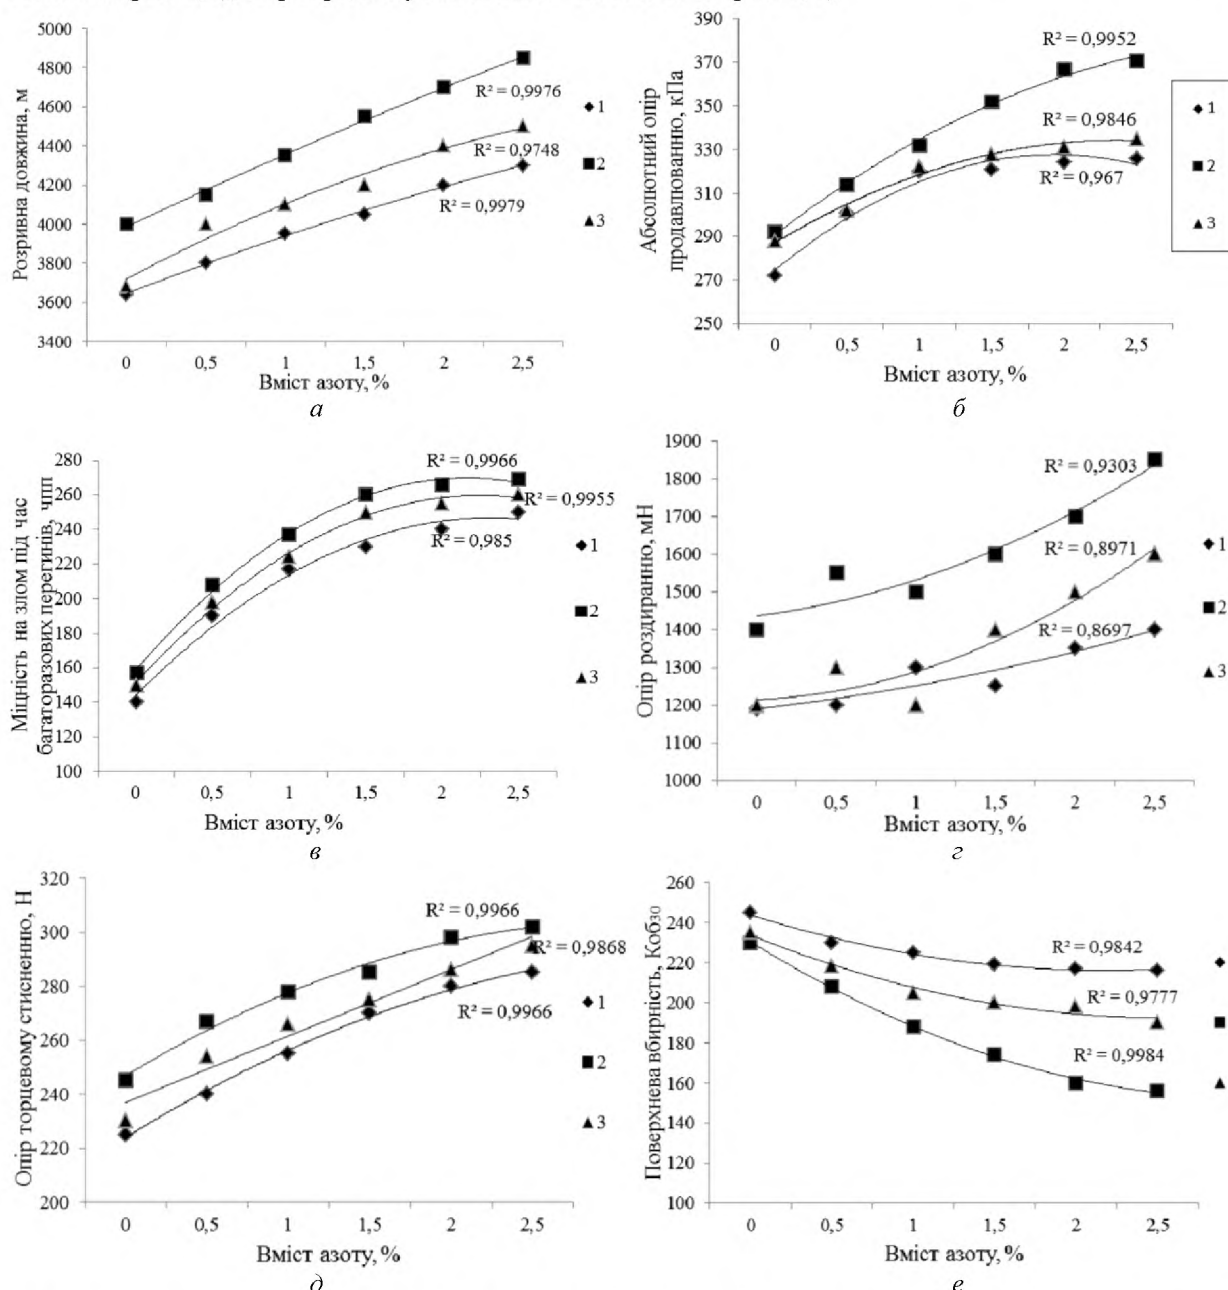 Розривна довжина, м
5000
4800
4600
4400
4200
4000
3800
3600
3400
R² = 0,9976
R² = 0,9748
R² = 0,9979
1
2
3
0 0,5 1 1,5 2 2,5
Вміст азоту, %
а
Абсолютний опір
продавлюванню, кПа
390
370
350
330
310
290
270
250
R² = 0,9952
R² = 0,9846
R² = 0,967
1
2
3
0 0,5 1 1,5 2 2,5
Вміст азоту, %
б
Міцність на злом під час
багаторазових перегинів, чпп
280
260
240
220
200
180
160
140
120
100
R² = 0,9966
R² = 0,9955
R² = 0,985
1
2
3
0 0,5 1 1,5 2 2,5
Вміст азоту, %
в
Опір роздиранню, мН
1900
1800
1700
1600
1500
1400
1300
1200
1100
1000
R² = 0,9303
R² = 0,8971
R² = 0,8697
1
2
3
0 0,5 1 1,5 2 2,5
Вміст азоту, %
г
Опір торцевому стисненню, Н
320
300
280
260
240
220
200
R² = 0,9966
R² = 0,9868
R² = 0,9966
1
2
3
0 0,5 1 1,5 2 2,5
Вміст азоту, %
д
Поверхнева вбирність, Кобз0
260
240
220
200
180
160
140
120
100
R² = 0,9842
R² = 0,9777
R² = 0,9984
0 0,5 1 1,5 2 2,5
Вміст азоту, %
е